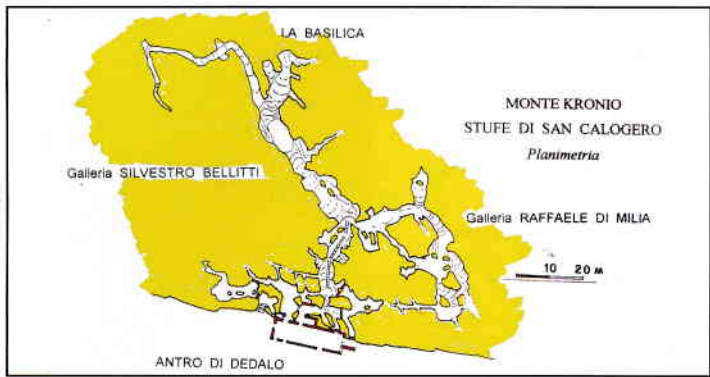 LA BASILICA
MONTE KRONIO
STUFE DI SAN CALOGERO
Planimetria
Galleria SILVESTRO BELLITTI
Galleria RAFFAELE DI MILIA
10 20 M
ANTRO DI DEDALO